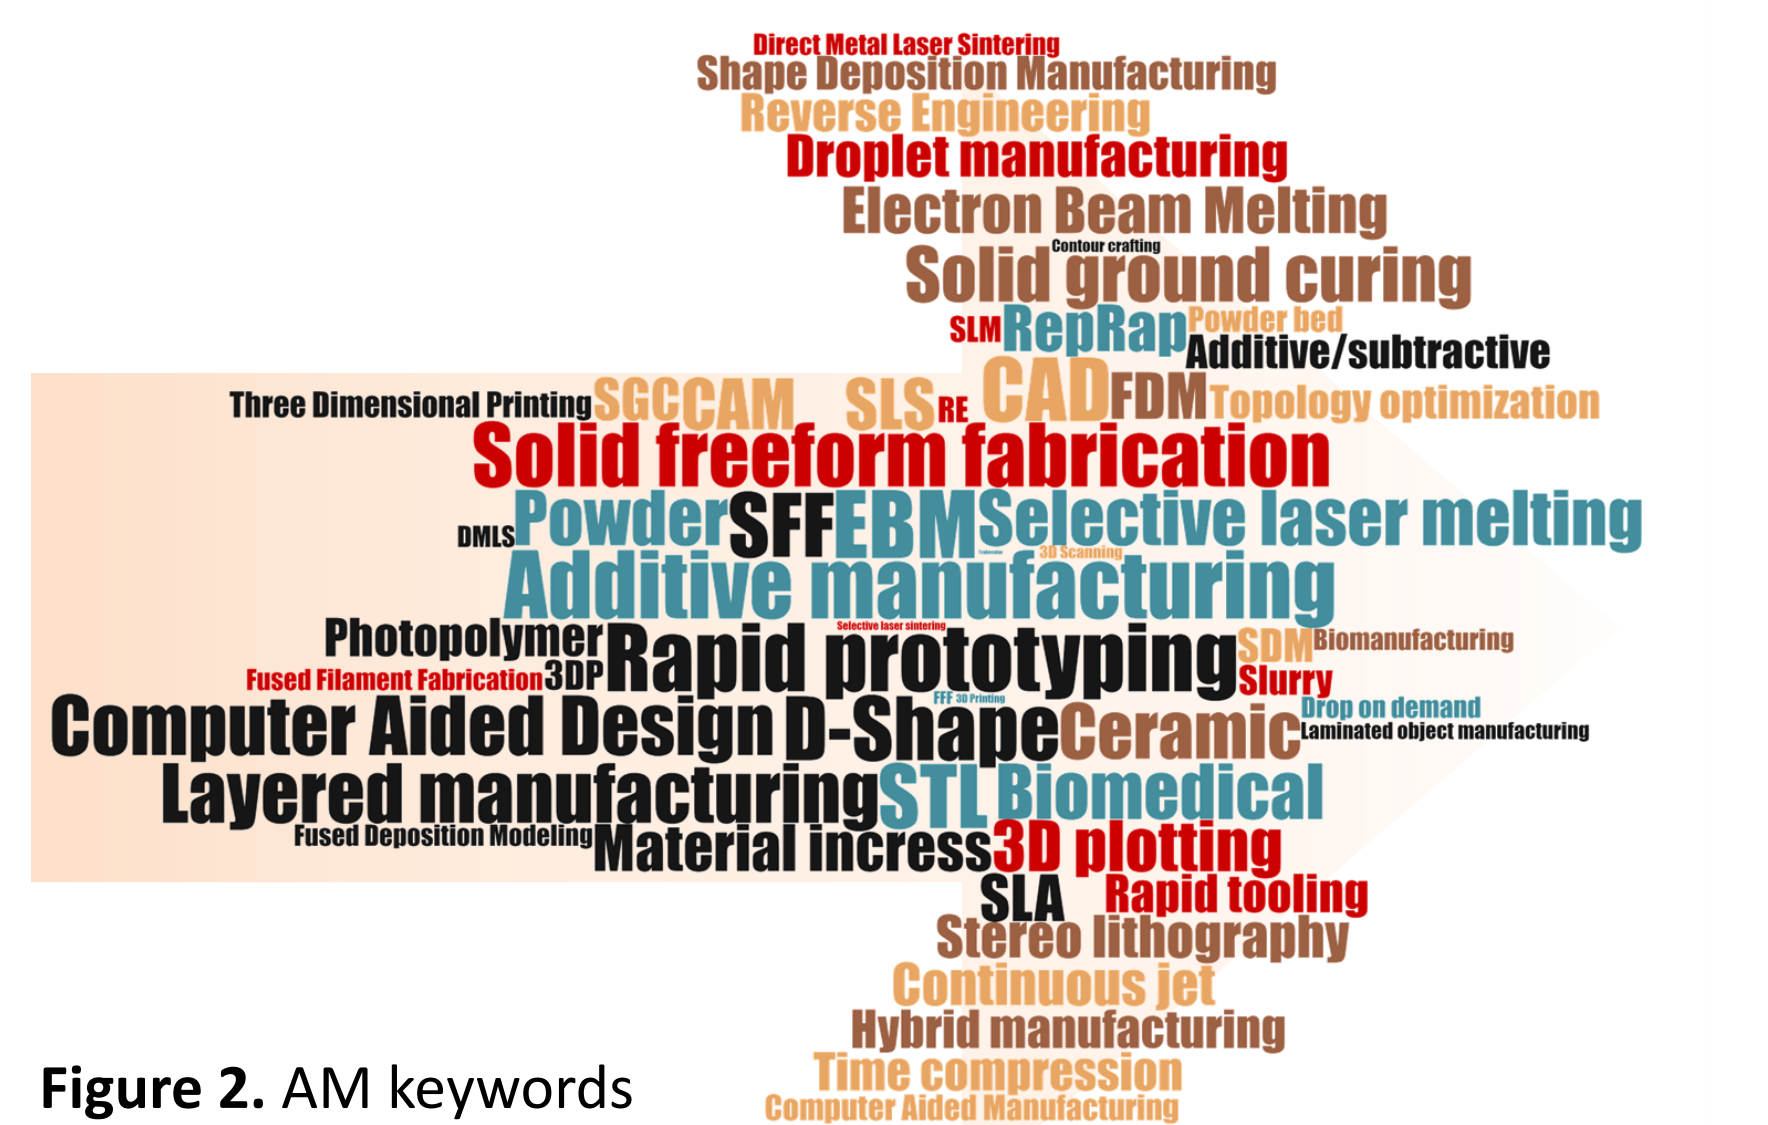 Direct Metal Laser Sintering
Shape Deposition Manufacturing
Reverse Engineering
Droplet manufacturing
Electron Beam Melting
Contour crafting
Solid ground curing
SLM RepRap Powder bed
Additive/subtractive
Three Dimensional Printing SGC CAM SLS RE CAD FDM Topology optimization
Solid freeform fabrication
DMLS Powder SFF EBM Selective laser melting
3D Scanning
Additive manufacturing
Selective laser sintering
Photopolymer Rapid prototyping SDM Biomanufacturing
Fused Filament Fabrication 3DP Slurry
FFF 3D Printing
Computer Aided Design D-Shape Ceramic Drop on demand
Laminated object manufacturing
Layered manufacturing STL Biomedical
Fused Deposition Modeling Material incress 3D plotting
SLA Rapid tooling
Stereo lithography
Continuous jet
Hybrid manufacturing
Time compression
Computer Aided Manufacturing
Figure 2. AM keywords